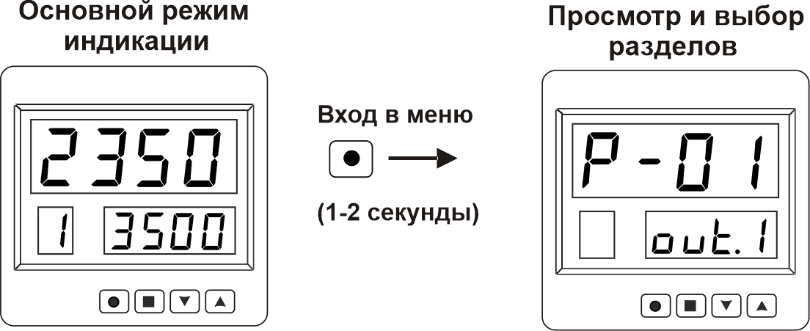 Основной режим
индикации
2350
1 3500
Вход в меню
(1-2 секунды)
Просмотр и выбор
разделов
P-01
out.1